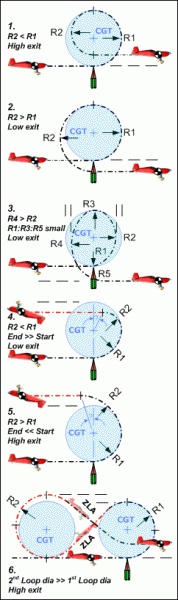 1.
R2 < R1
High exit
CGT
R2
R1
2.
R2 > R1
Low exit
CGT
R2
R1
3.
R4 > R2
R1:R3:R5 small
Low exit
R3
CGT
R4
R2
R1
R5
4.
R2 < R1
End >> Start
Low exit
R2
CGT
R1
5.
R2 > R1
End << Start
High exit
R2
CGT
R1
R2
ZLA
R1
CGT
ZLA
CGT
6.
2nd Loop dia >> 1st Loop dia
High exit